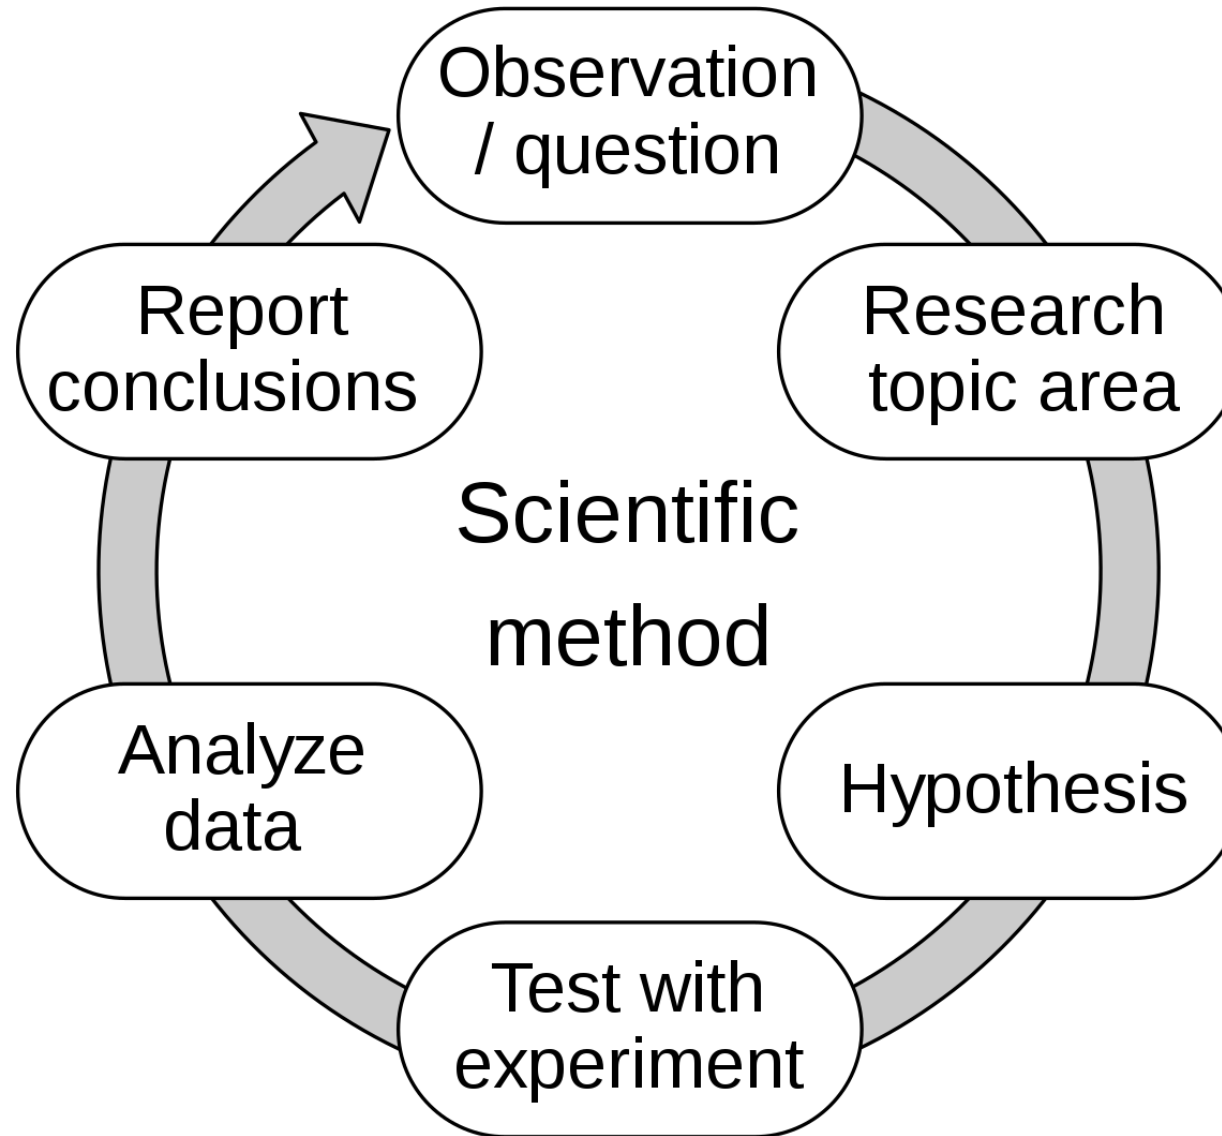 Observation
/ question
Research
topic area
Hypothesis
Test with
experiment
Analyze
data
Report
conclusions
Scientific
method